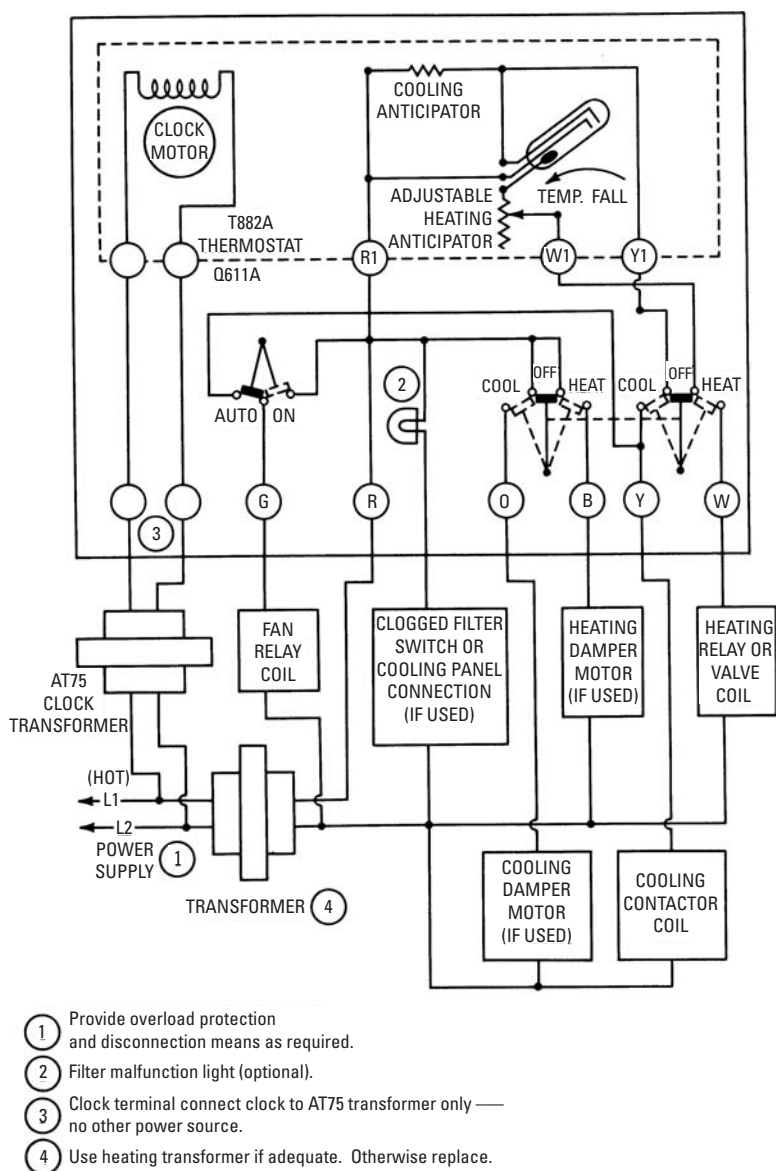 COOLING
ANTICIPATOR
CLOCK
MOTOR
ADJUSTABLE
HEATING
ANTICIPATOR
TEMP. FALL
T882A
THERMOSTAT
Q611A
R1
W1
Y1
2
AUTO
ON
COOL
OFF
HEAT
COOL
OFF
HEAT
3
G
R
O
B
Y
W
FAN
RELAY
COIL
CLOGGED FILTER
SWITCH OR
COOLING PANEL
CONNECTION
(IF USED)
HEATING
DAMPER
MOTOR
(IF USED)
HEATING
RELAY OR
VALVE
COIL
AT75
CLOCK
TRANSFORMER
(HOT)
L1
L2
POWER
SUPPLY
1
TRANSFORMER
4
COOLING
DAMPER
MOTOR
(IF USED)
COOLING
CONTACTOR
COIL
1 Provide overload protection
and disconnection means as required.
2 Filter malfunction light (optional).
3 Clock terminal connect clock to AT75 transformer only —
no other power source.
4 Use heating transformer if adequate. Otherwise replace.